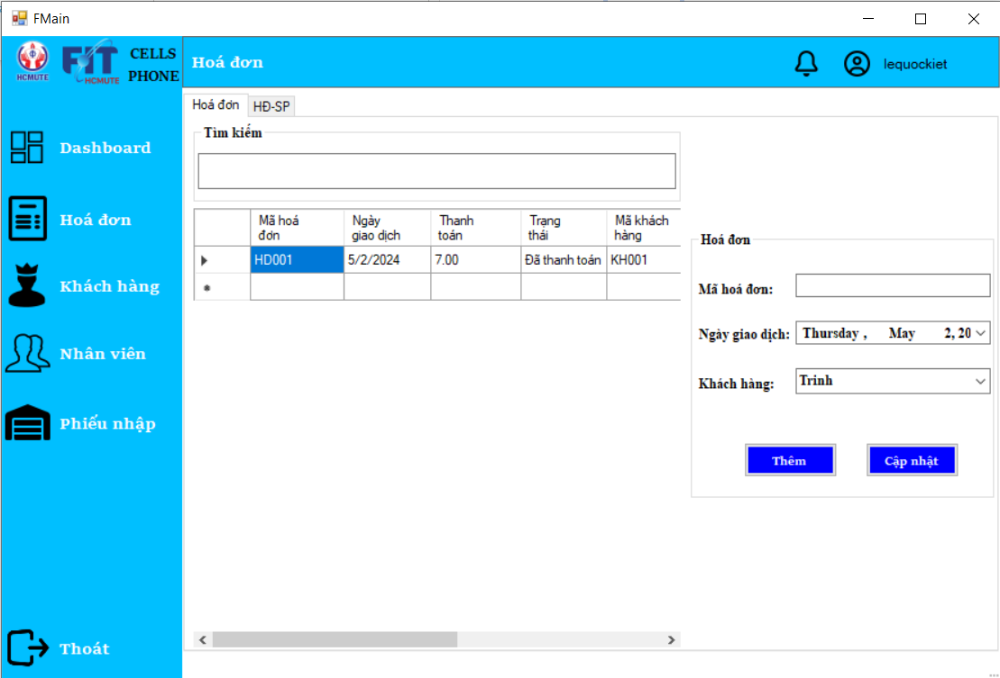 FMain
HCMUTE
FIT
HCMUTE
CELLS
PHONE
Hoá đơn
lequockiet
Dashboard
Hoá đơn
Khách hàng
Nhân viên
Phiếu nhập
Thoát
Hoá đơn HĐ-SP
Tìm kiếm
Mã hoá đơn Ngày giao dịch Thanh toán Trạng thái Mã khách hàng
HD001 5/2/2024 7.00 Đã thanh toán KH001
Hoá đơn
Mã hoá đơn:
Ngày giao dịch: Thursday , May 2, 20
Khách hàng: Trinh
Thêm Cập nhật